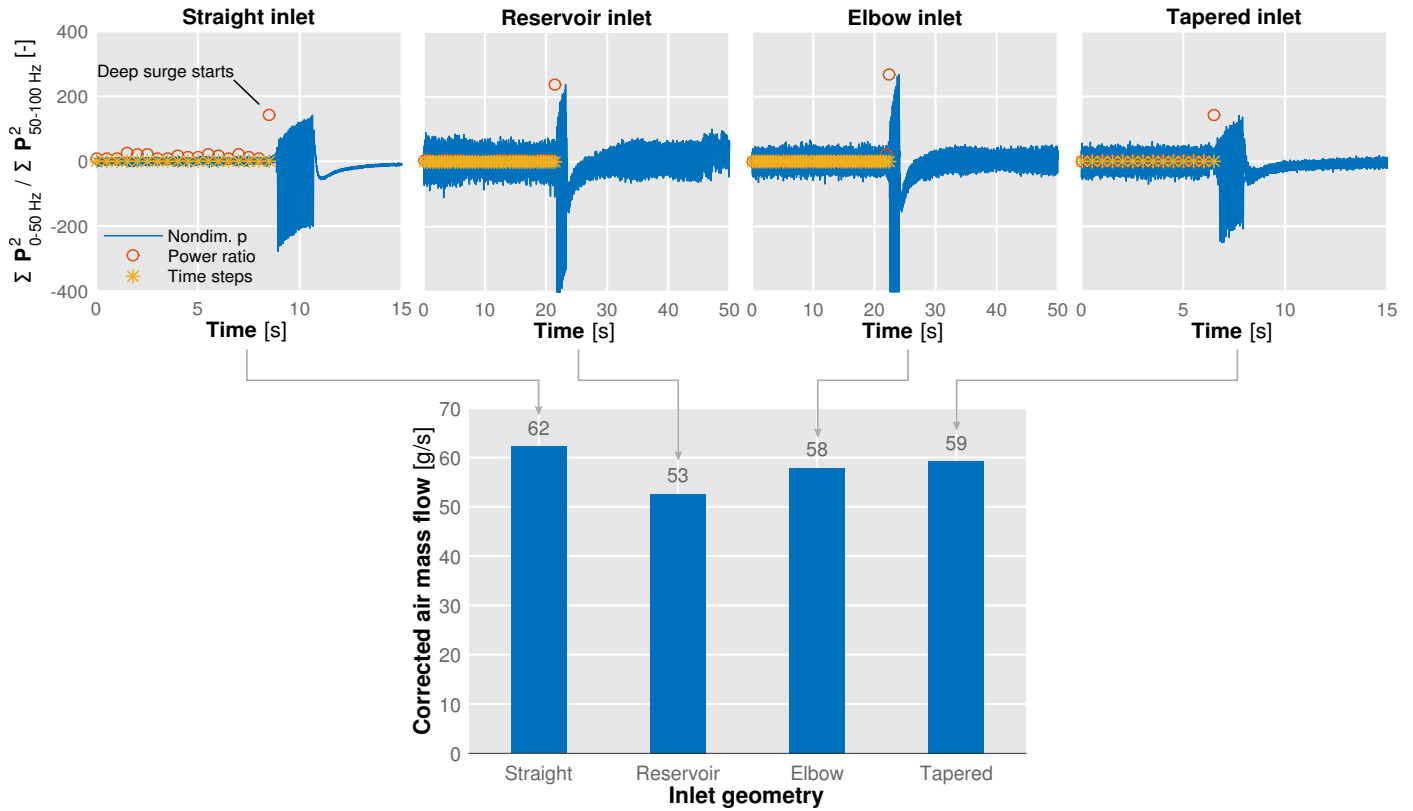 Straight inlet
Reservoir inlet
Elbow inlet
Tapered inlet
Σ P²0-50 Hz / Σ P²50-100 Hz [-]
400
200
0
-200
-400
Deep surge starts
Nondim. p
Power ratio
Time steps
0 5 10 15
0 10 20 30 40 50
0 10 20 30 40 50
0 5 10 15
Time [s]
Time [s]
Time [s]
Time [s]
Corrected air mass flow [g/s]
70
60
50
40
30
20
10
0
62
53
58
59
Straight
Reservoir
Elbow
Tapered
Inlet geometry